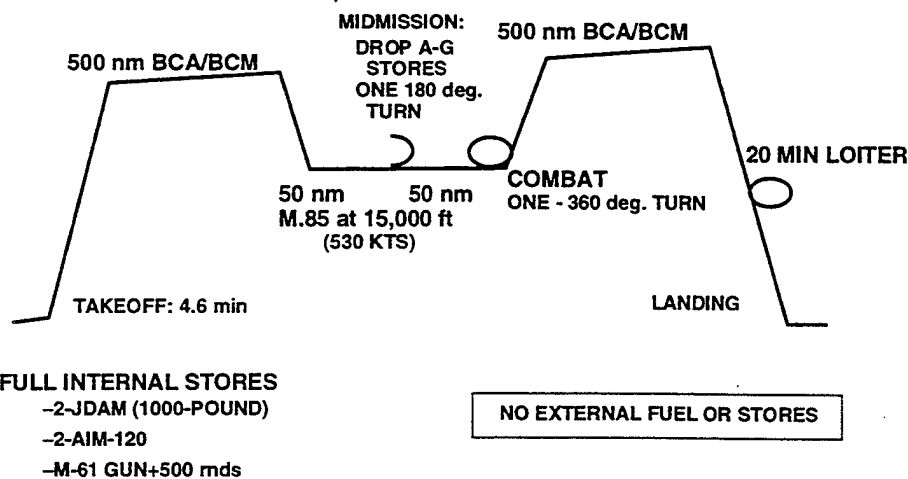 MIDMISSION:
DROP A-G
STORES
ONE 180 deg.
TURN
500 nm BCA/BCM
500 nm BCA/BCM
20 MIN LOITER
50 nm
50 nm
M.85 at 15,000 ft
(530 KTS)
COMBAT
ONE - 360 deg. TURN
TAKEOFF: 4.6 min
LANDING
FULL INTERNAL STORES
–2-JDAM (1000-POUND)
–2-AIM-120
–M-61 GUN+500 rnds
NO EXTERNAL FUEL OR STORES